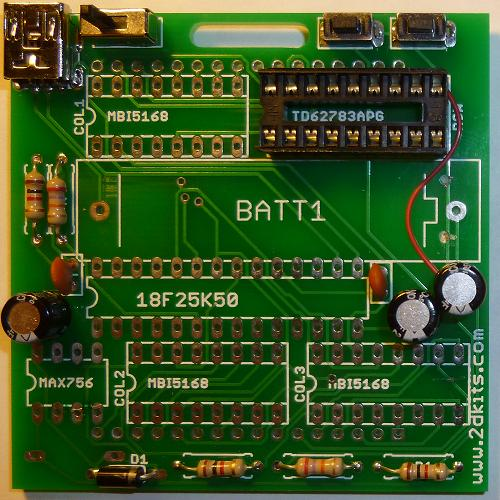 COL1
MBI5168
TD62783APG
BATT1
18F25K50
MAX756
COL2
MBI5168
COL3
MBI5168
www.2dkits.com
D1